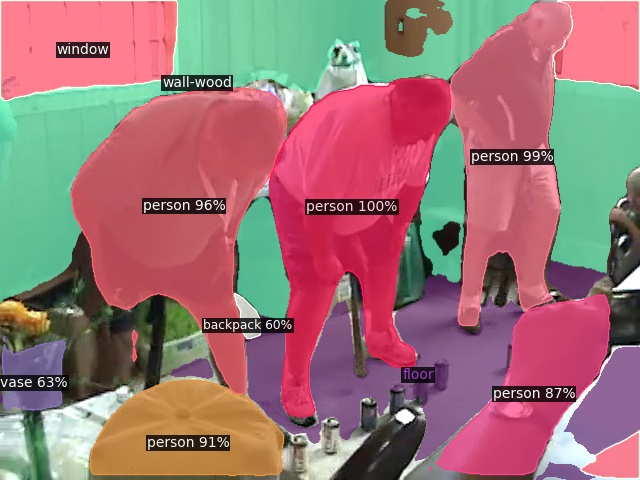 window
wall-wood
person 99%
person 96%
person 100%
backpack 60%
floor
vase 63%
person 87%
person 91%